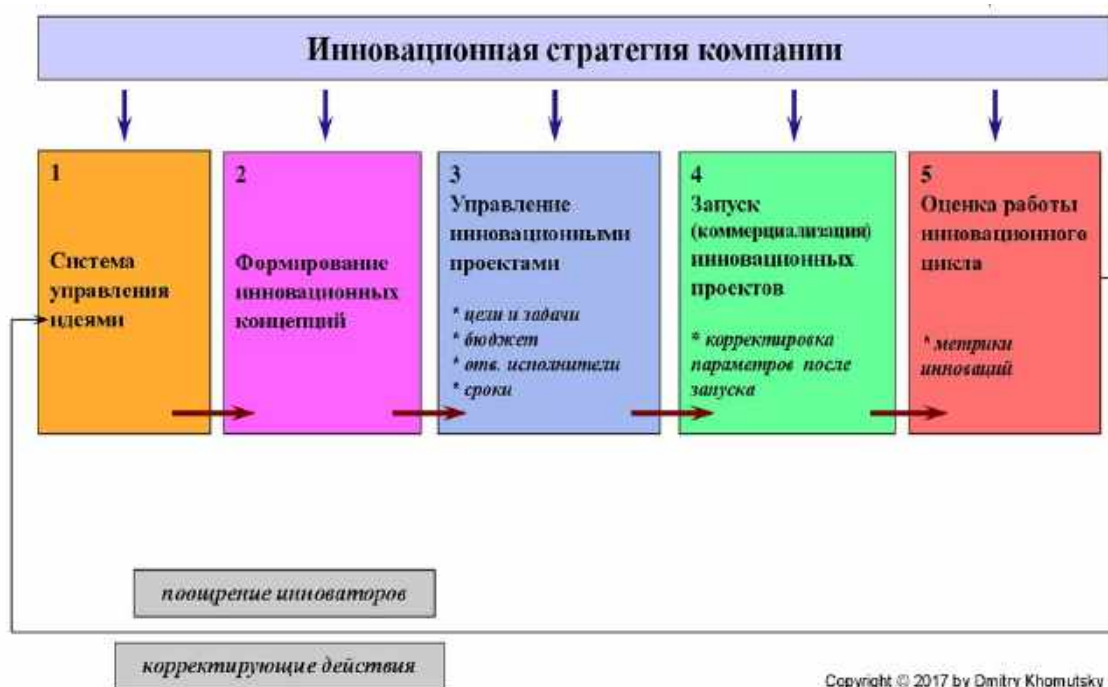 Инновационная стратегия компании
1
Система
управления
идеями
2
Формирование
инновационных
концепций
3
Управление
инновационными
проектами
* цели и задачи
* бюджет
* отв. исполнители
* сроки
4
Запуск
(коммерциализация)
инновационных
проектов
* корректировка
параметров после
запуска
5
Оценка работы
инновационного
цикла
* метрики
инноваций
поощрение инноваторов
корректирующие действия
Copyright © 2017 by Dmitry Khomutsky